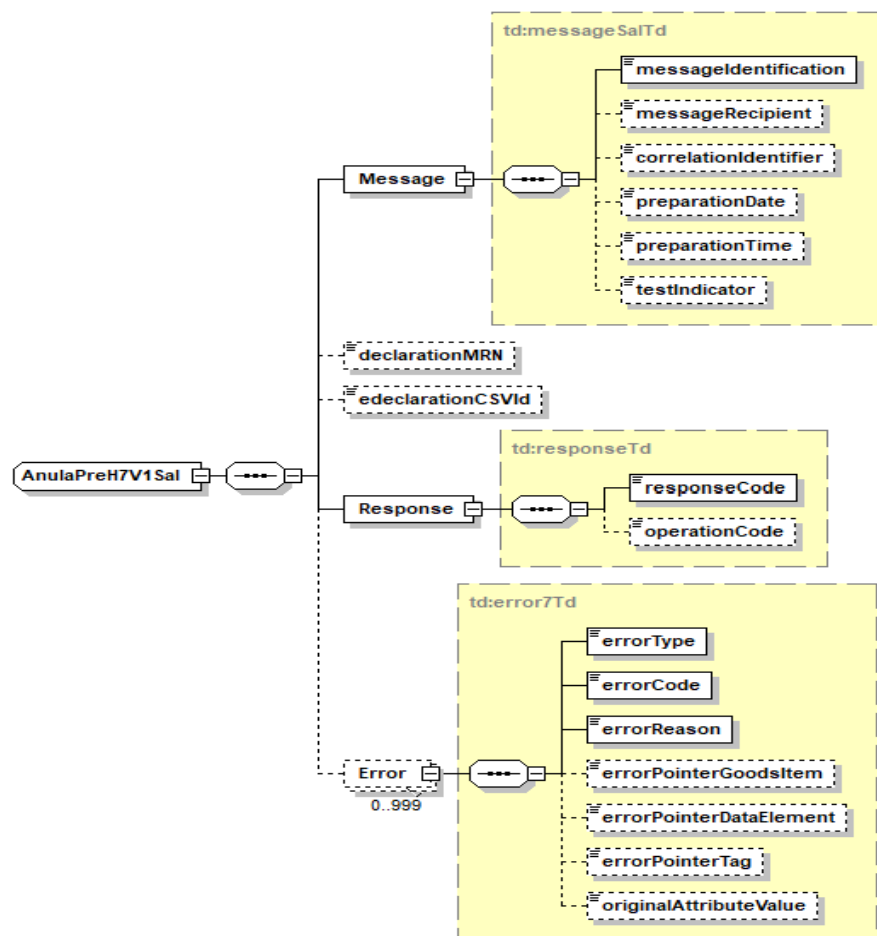 td:messageSalTd
messageIdentification
messageRecipient
correlationIdentifier
Message
preparationDate
preparationTime
testIndicator
declarationMRN
edeclarationCSVId
td:responseTd
AnulaPreH7V1Sal
responseCode
Response
operationCode
td:error7Td
errorType
errorCode
errorReason
Error
errorPointerGoodsItem
0..999
errorPointerDataElement
errorPointerTag
originalAttributeValue